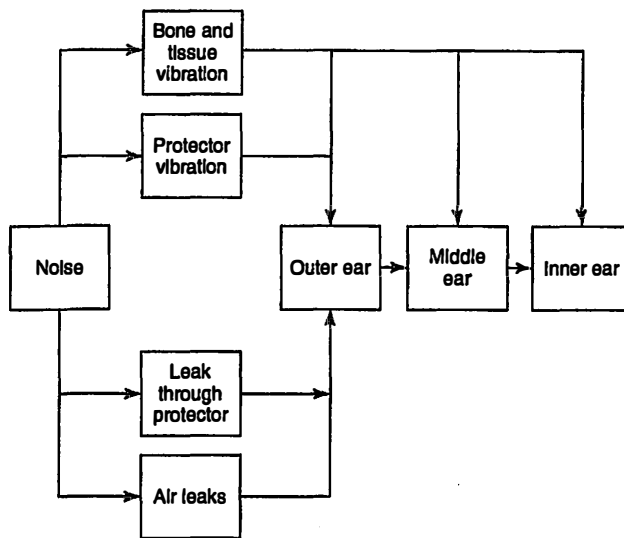 Bone and
tissue
vibration
Protector
vibration
Noise
Outer ear
Middle
ear
Inner ear
Leak
through
protector
Air leaks